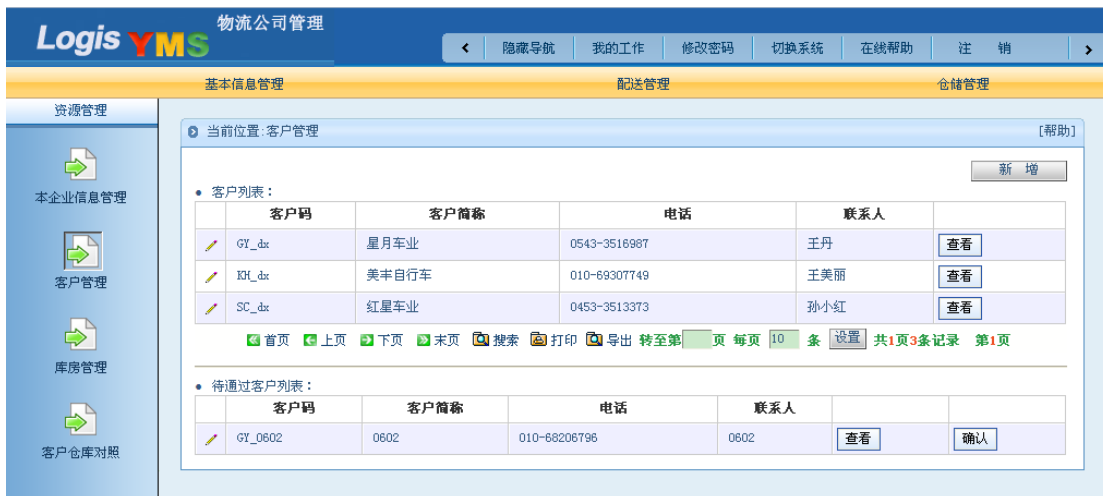 Logis YMS 物流公司管理
隐藏导航 我的工作 修改密码 切换系统 在线帮助 注 销
基本信息管理 配送管理 仓储管理
资源管理
本企业信息管理
客户管理
库房管理
客户仓库对照
当前位置:客户管理 [帮助]
新 增
客户列表：
客户码 客户简称 电话 联系人
GY_dx 星月车业 0543-3516987 王丹 查看
KH_dx 美丰自行车 010-69307749 王美丽 查看
SC_dx 红星车业 0453-3513373 孙小红 查看
首页 上页 下页 末页 搜索 打印 导出 转至第 页 每页 10 条 设置 共1页3条记录 第1页
待通过客户列表：
客户码 客户简称 电话 联系人
GY_0602 0602 010-68206796 0602 查看 确认